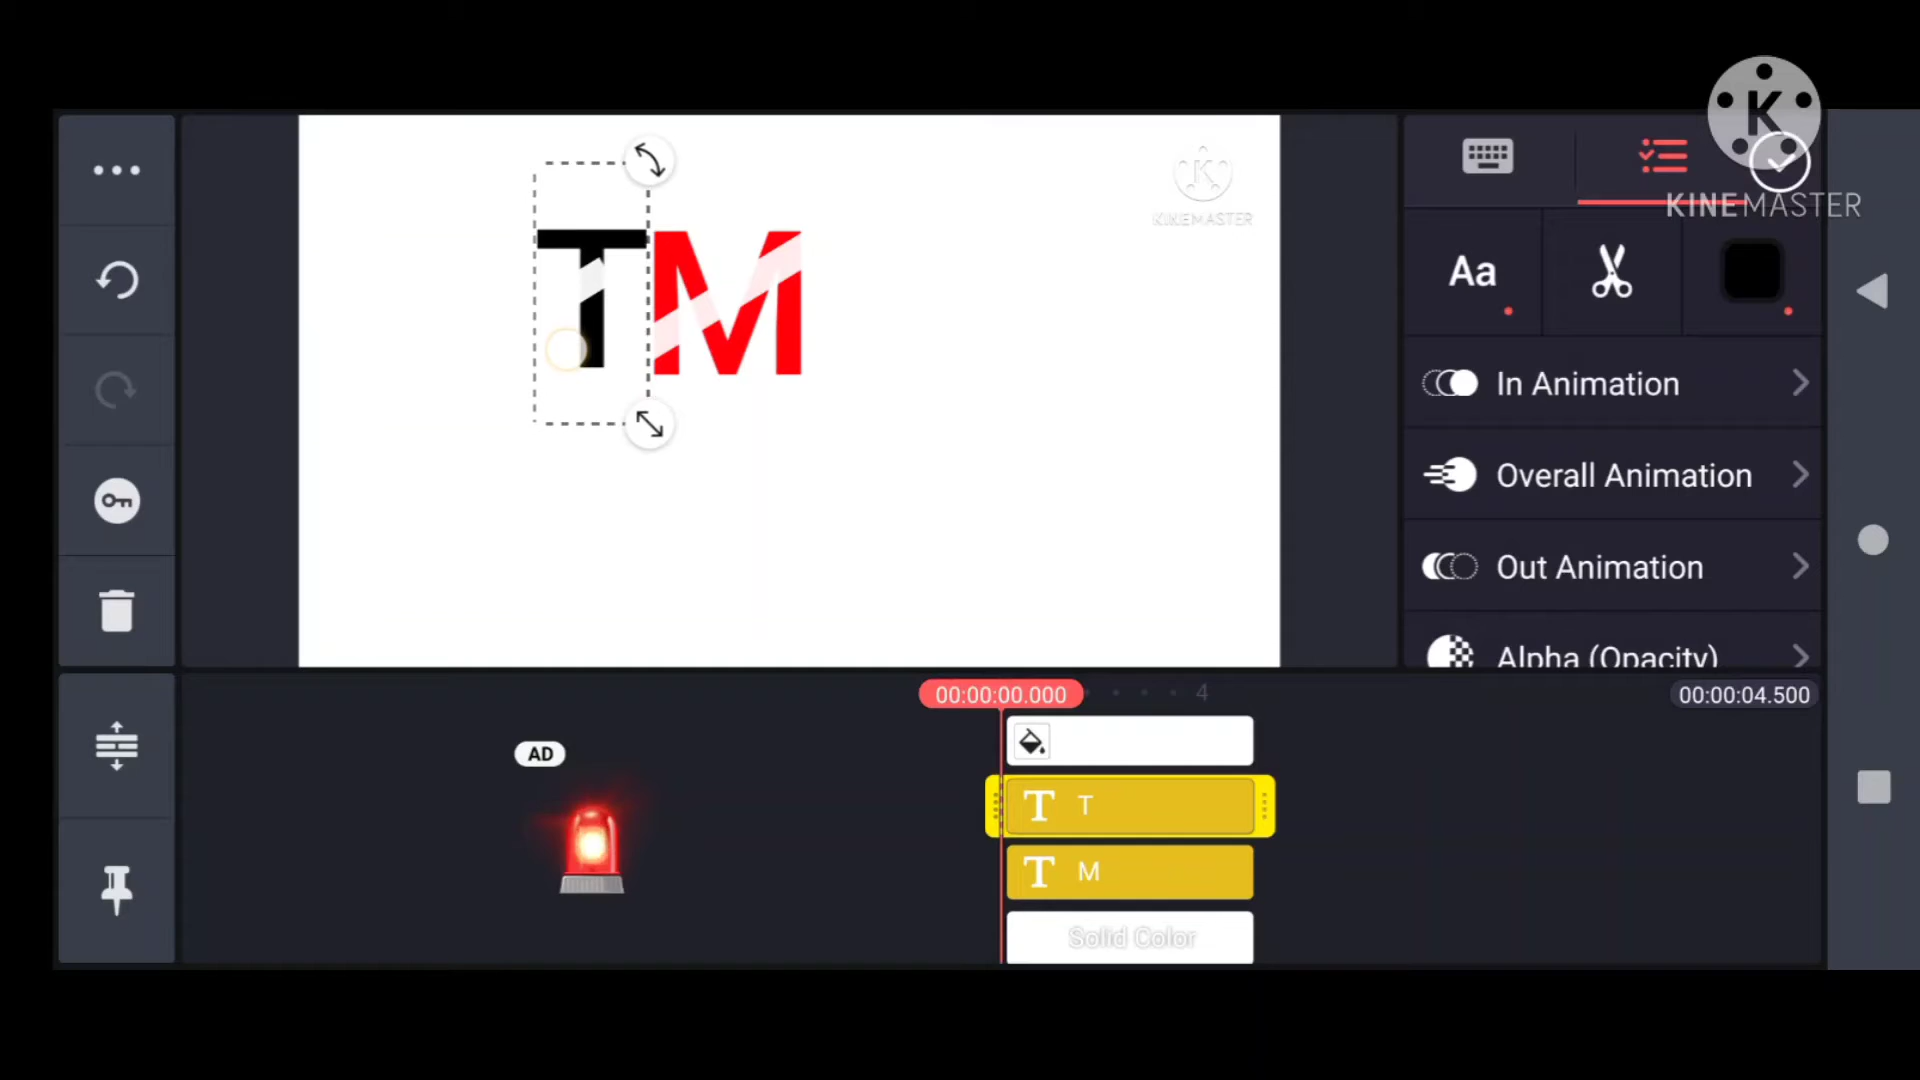 K
KINEMASTER
TM
K
KINEMASTER
Aa
In Animation
Overall Animation
Out Animation
Alpha (Opacity)
00:00:00.000
4
00:00:04.500
AD
T T
T M
Solid Color